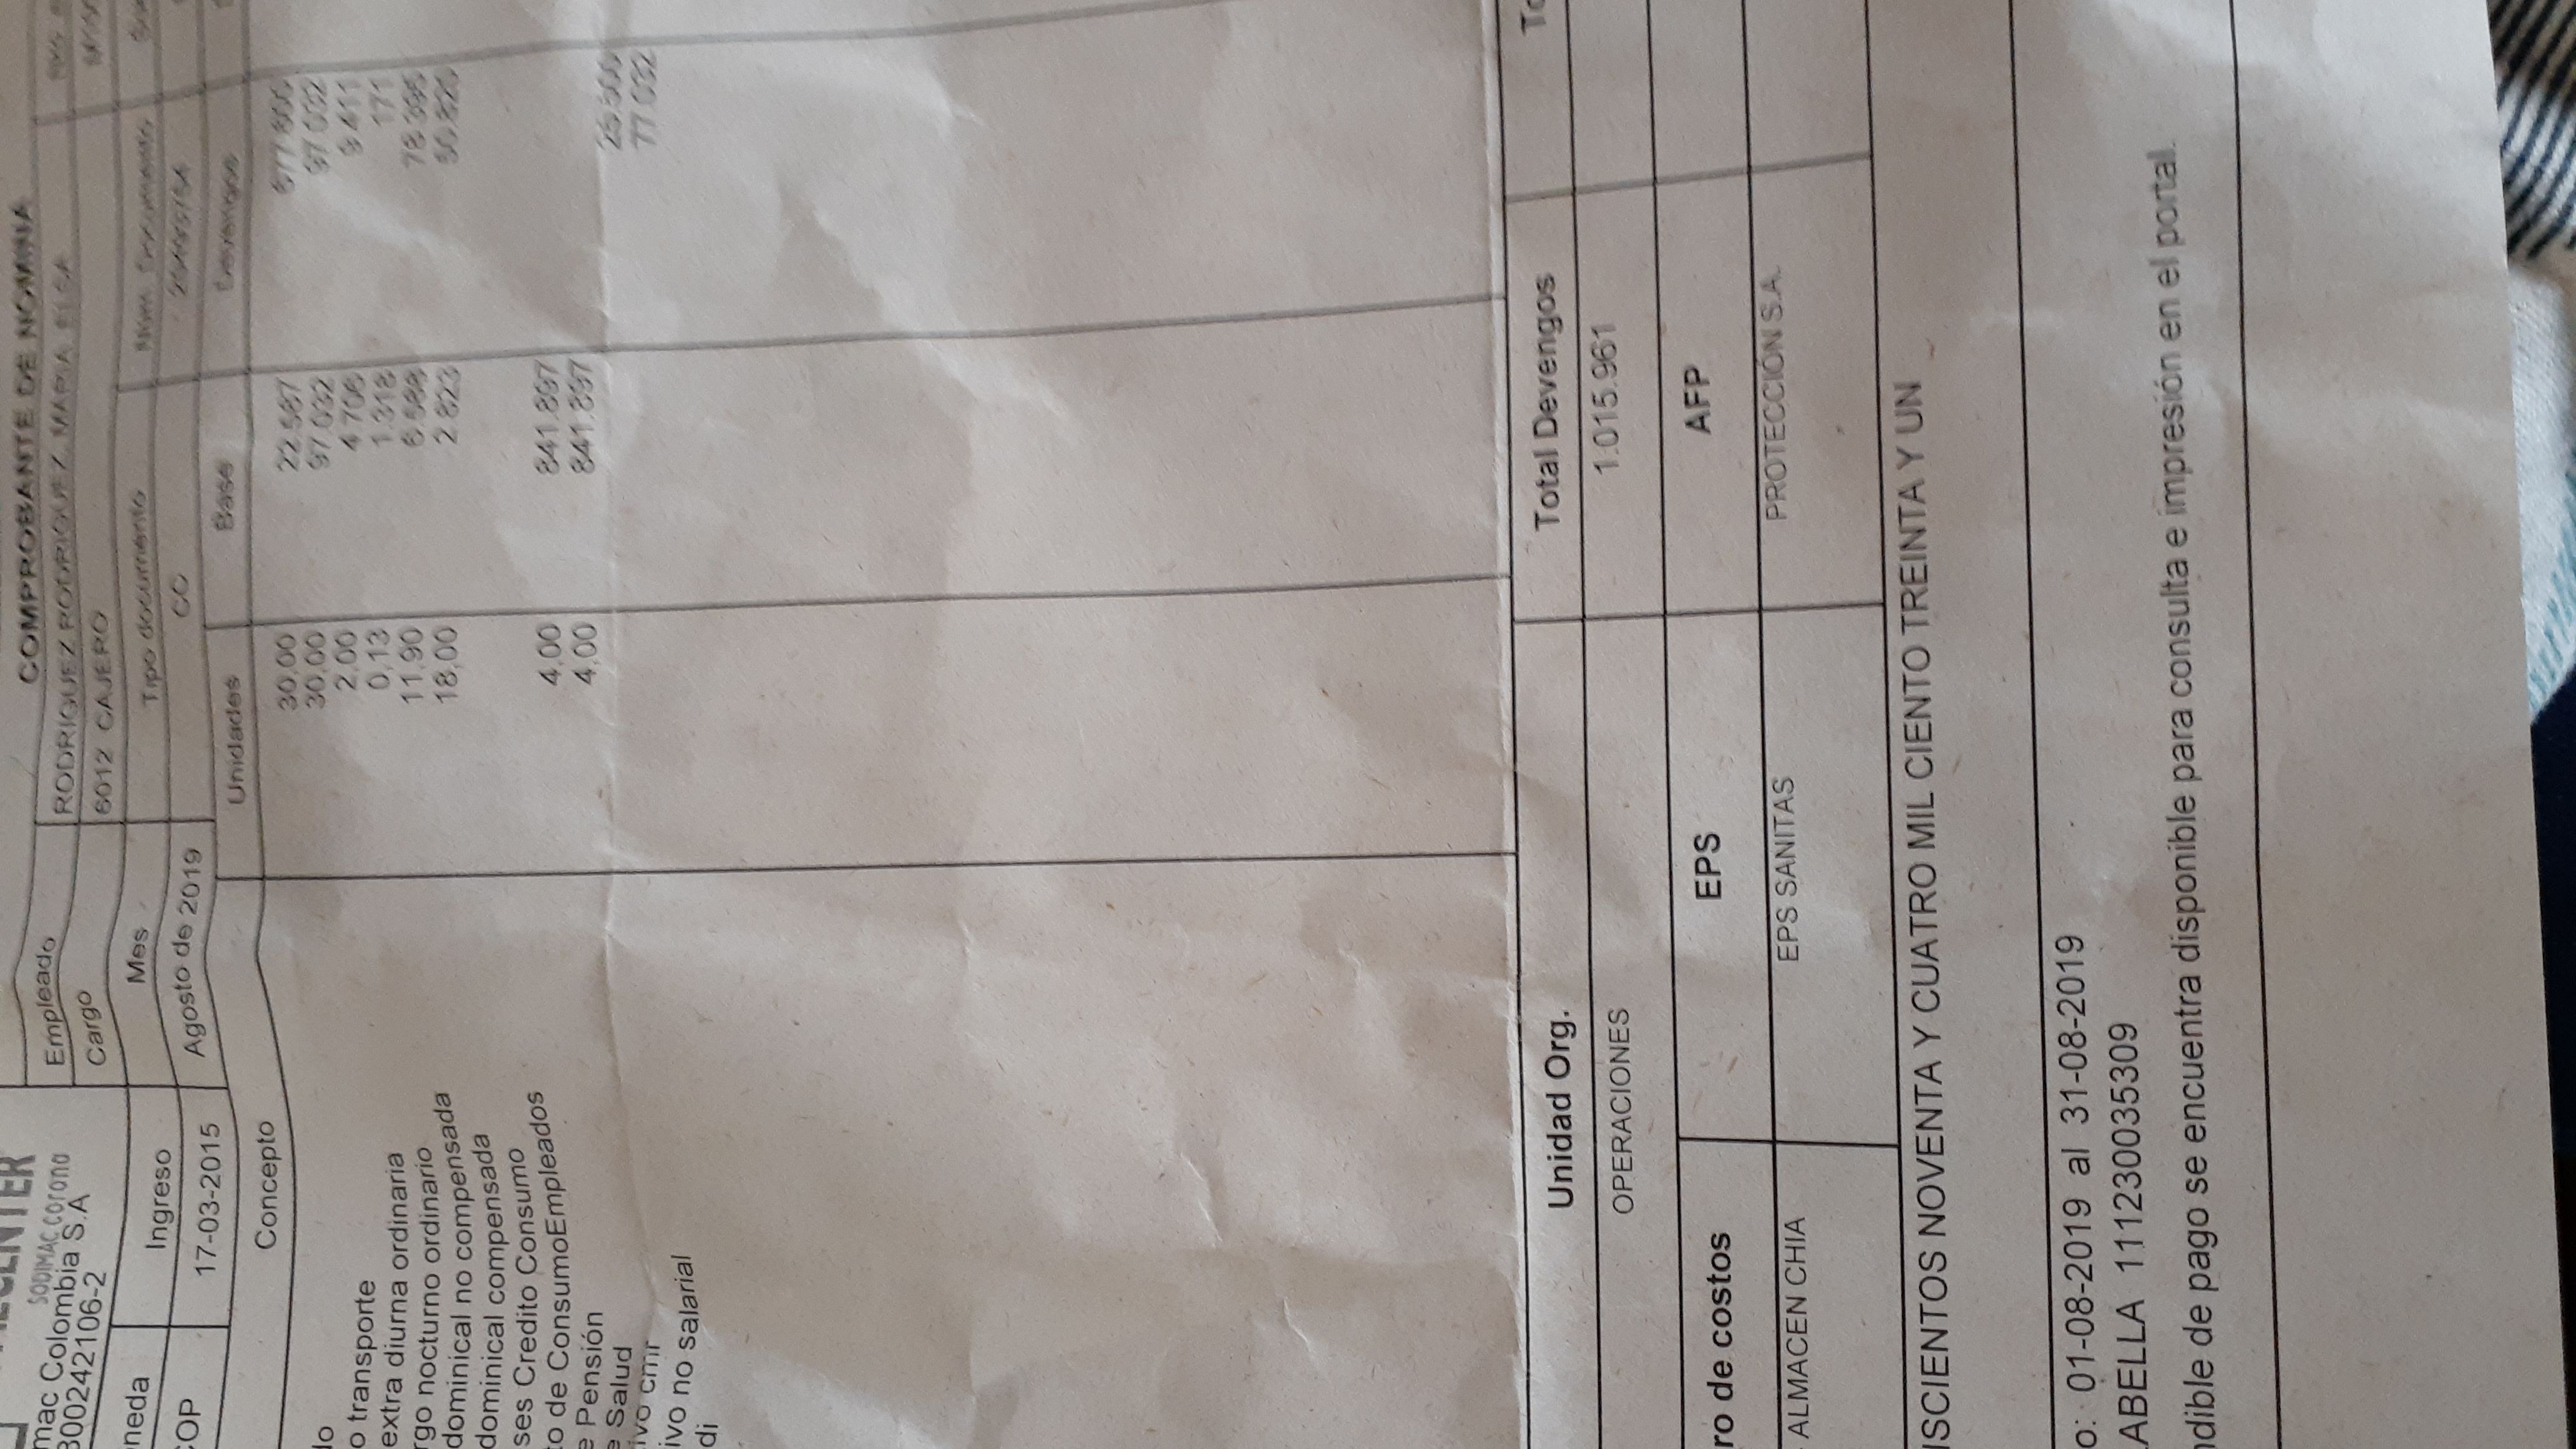 SODIMAC corona
mac Colombia S.A
800242106-2
COMPROBANTE DE NOMINA
Empleado RODRIGUEZ RODRIGUEZ MARIA ELSA
Cargo 6012 CAJERO
neda Ingreso Mes Tipo documento Núm. Documento
COP 17-03-2015 Agosto de 2019 CC
Concepto Unidades Base Devengos
do 30,00 22.587 677.600
o transporte 30,00 97.032 97.032
extra diurna ordinaria 2,00 4.706 9.411
rgo nocturno ordinario 0,13 1.318 171
dominical no compensada 11,90 6.588 78.395
dominical compensada 18,00 2.823 50.820
ses Credito Consumo
to de ConsumoEmpleados
e Pensión 4,00 841.897
e Salud 4,00 841.897
ivo cmr 25.500
ivo no salarial 77.032
di
Unidad Org. Total Devengos To
OPERACIONES 1.015.961
ro de costos EPS AFP
ALMACEN CHIA EPS SANITAS PROTECCIÓN S.A.
ISCIENTOS NOVENTA Y CUATRO MIL CIENTO TREINTA Y UN
o: 01-08-2019 al 31-08-2019
LABELLA 111230035309
ndible de pago se encuentra disponible para consulta e impresión en el portal.